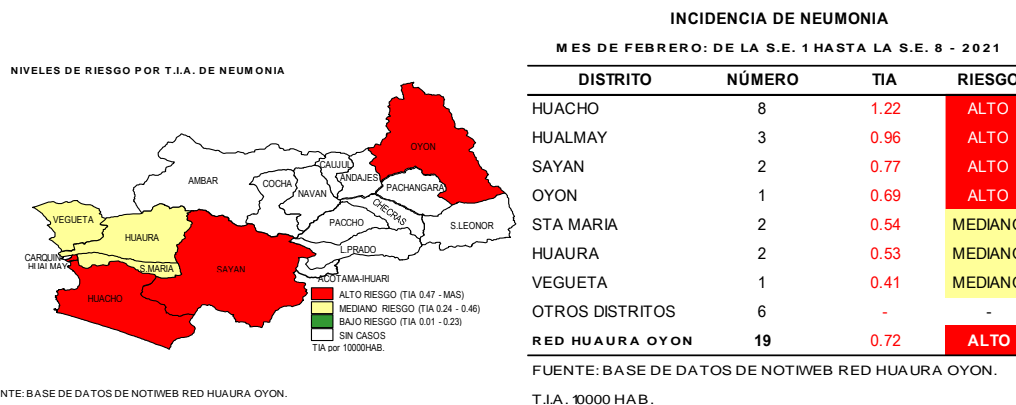 NIVELES DE RIESGO POR T.I.A. DE NEUMONIA
OYON
CAUJUL
AMBAR
COCHA
ANDAJES
NAVAN
PACHANGARA
CHECRAS
VEGUETA
PACCHO
S.LEONOR
HUAURA
L.PRADO
CARQUIN
HUALMAY
S.MARIA
SAYAN
ACOTAMA-IHUARI
HUACHO
ALTO RIESGO (TIA 0.47 - MAS)
MEDIANO RIESGO (TIA 0.24 - 0.46)
BAJO RIESGO (TIA 0.01 - 0.23)
SIN CASOS
TIA por 10000HAB.
NTE: BASE DE DATOS DE NOTIWEB RED HUAURA OYON.
INCIDENCIA DE NEUMONIA
MES DE FEBRERO: DE LA S.E. 1 HASTA LA S.E. 8 - 2021
DISTRITO NÚMERO TIA RIESGO
HUACHO 8 1.22 ALTO
HUALMAY 3 0.96 ALTO
SAYAN 2 0.77 ALTO
OYON 1 0.69 ALTO
STA MARIA 2 0.54 MEDIANO
HUAURA 2 0.53 MEDIANO
VEGUETA 1 0.41 MEDIANO
OTROS DISTRITOS 6 - -
RED HUAURA OYON 19 0.72 ALTO
FUENTE: BASE DE DATOS DE NOTIWEB RED HUAURA OYON.
T.I.A. 10000 HAB.